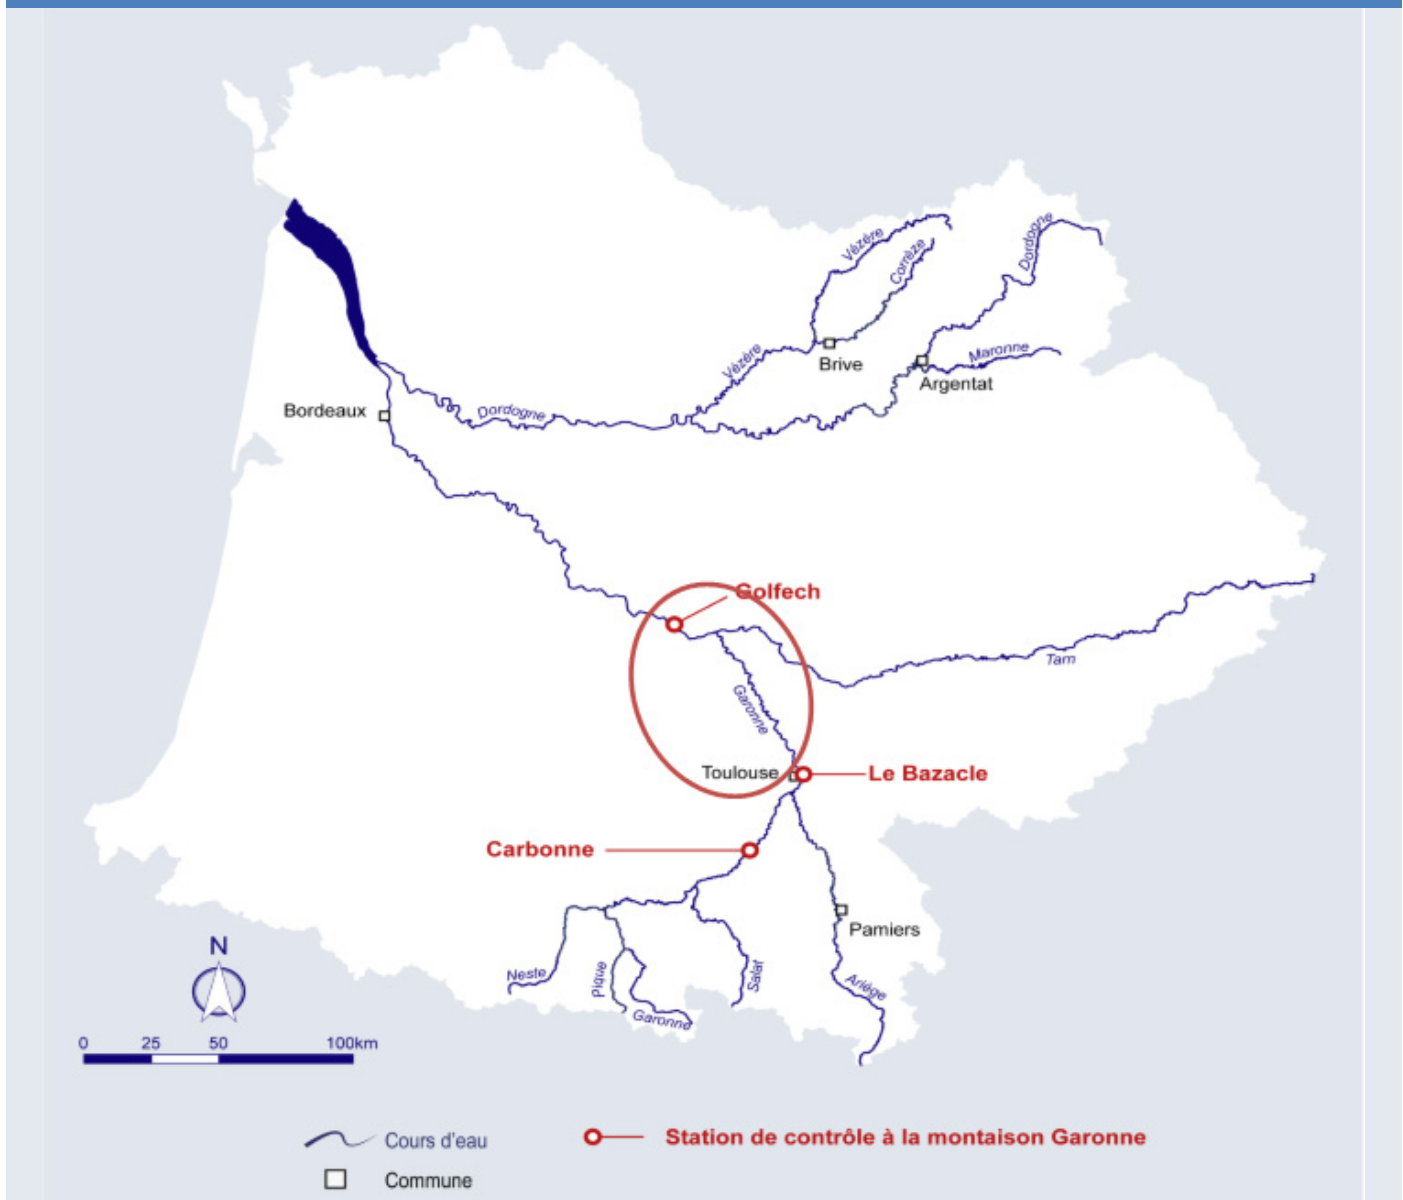 Vézère
Corrèze
Dordogne
Vézère
Brive
Maronne
Argentat
Bordeaux
Dordogne
Golfech
Tarn
Garonne
Toulouse
Le Bazacle
Carbonne
Pamiers
N
Neste
Pique
Salat
Ariège
Garonne
0 25 50 100km
Cours d'eau
Station de contrôle à la montaison Garonne
Commune